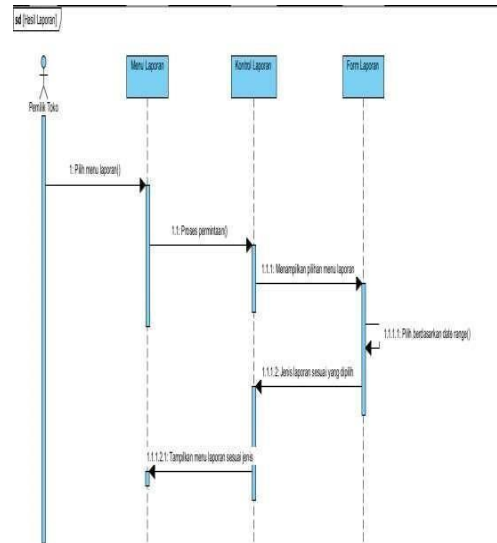 sd [Hasil Laporan]
Menu Laporan
Kontrol Laporan
Form Laporan
Pemilik Toko
1: Pilih menu laporan()
1.1: Proses permintaan()
1.1.1: Menampilkan pilihan menu laporan
1.1.1.1: Pilih berdasarkan date range()
1.1.1.2: Jenis laporan sesuai yang dipilih
1.1.1.2.1: Tampilkan menu laporan sesuai jenis